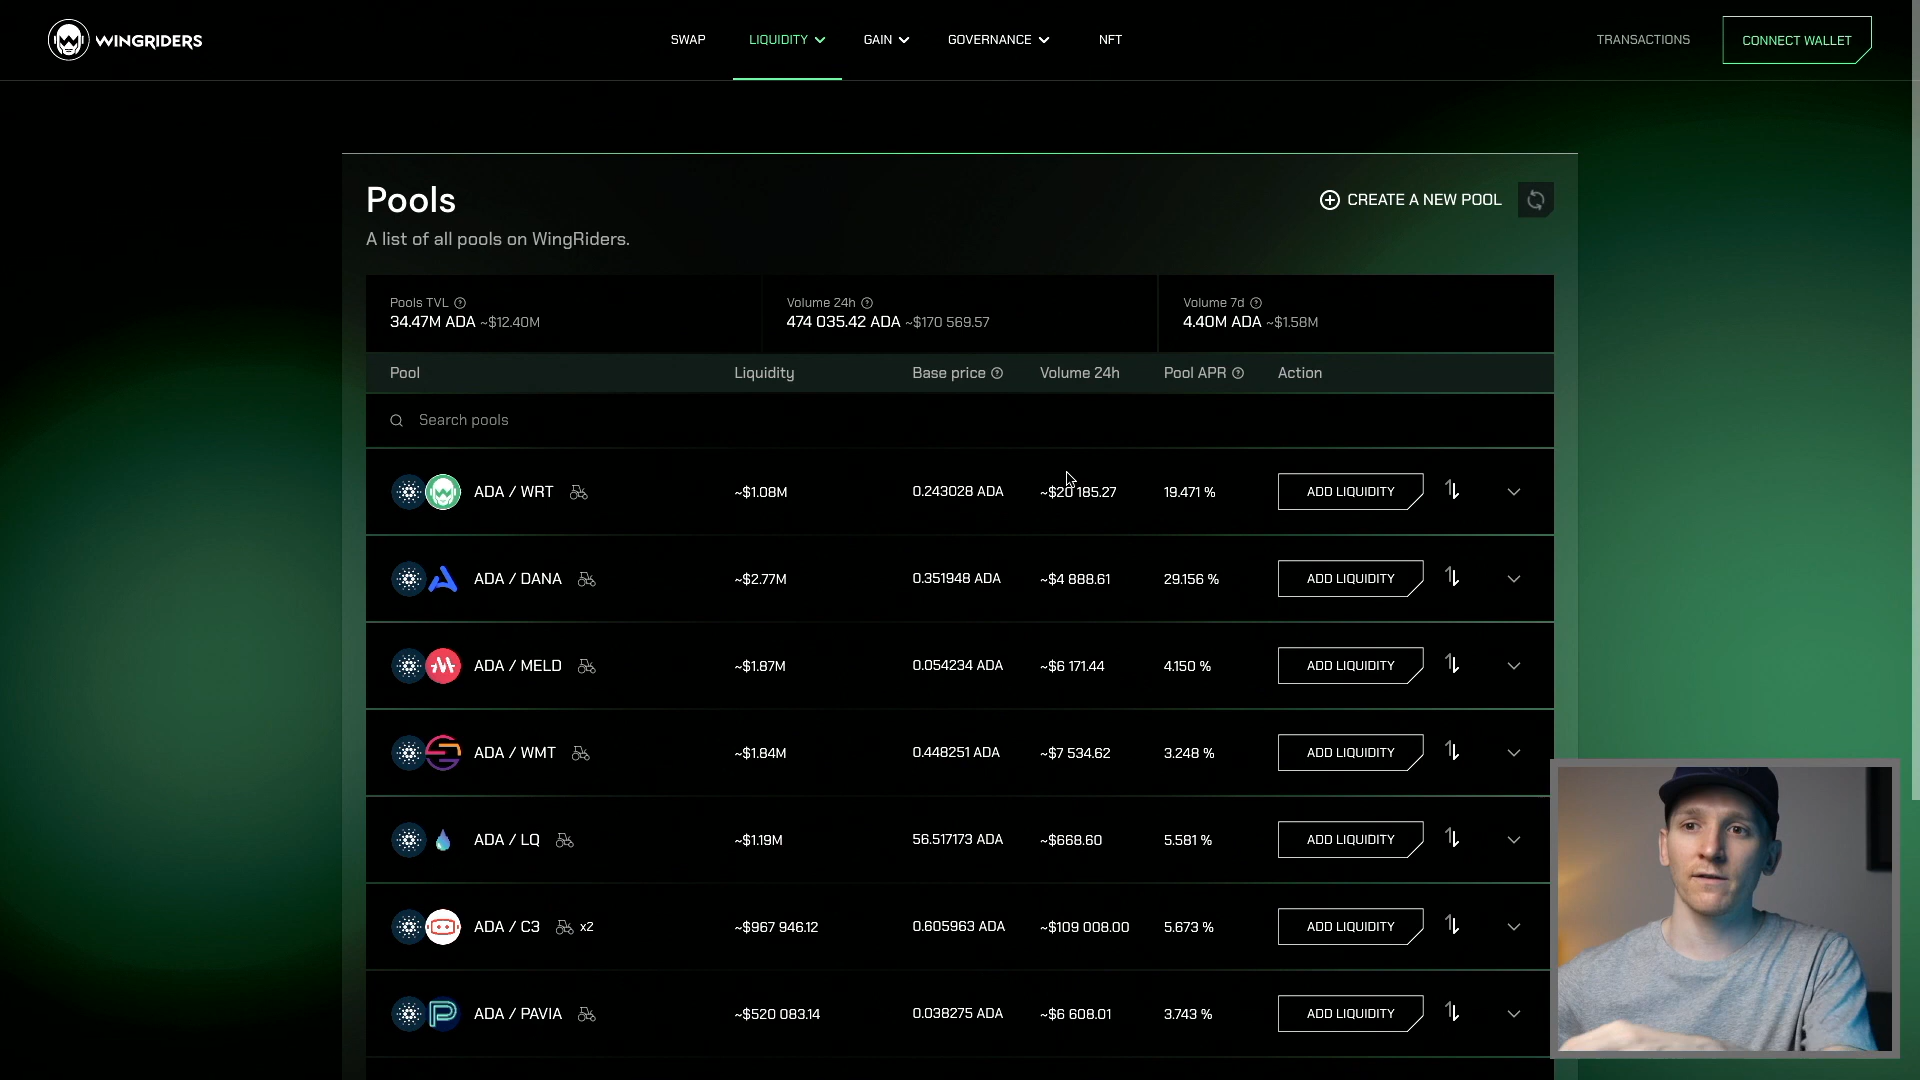 WINGRIDERS
SWAP
LIQUIDITY
GAIN
GOVERNANCE
NFT
TRANSACTIONS
CONNECT WALLET
Pools
CREATE A NEW POOL
A list of all pools on WingRiders.
Pools TVL
34.47M ADA ~$12.40M
Volume 24h
474 035.42 ADA ~$170 569.57
Volume 7d
4.40M ADA ~$1.58M
Pool Liquidity Base price Volume 24h Pool APR Action
Search pools
ADA / WRT ~$1.08M 0.243028 ADA ~$20 185.27 19.471 % ADD LIQUIDITY
ADA / DANA ~$2.77M 0.351948 ADA ~$4 888.61 29.156 % ADD LIQUIDITY
ADA / MELD ~$1.87M 0.054234 ADA ~$6 171.44 4.150 % ADD LIQUIDITY
ADA / WMT ~$1.84M 0.448251 ADA ~$7 534.62 3.248 % ADD LIQUIDITY
ADA / LQ ~$1.19M 56.517173 ADA ~$668.60 5.581 % ADD LIQUIDITY
ADA / C3 x2 ~$967 946.12 0.605963 ADA ~$109 008.00 5.673 % ADD LIQUIDITY
ADA / PAVIA ~$520 083.14 0.038275 ADA ~$6 608.01 3.743 % ADD LIQUIDITY